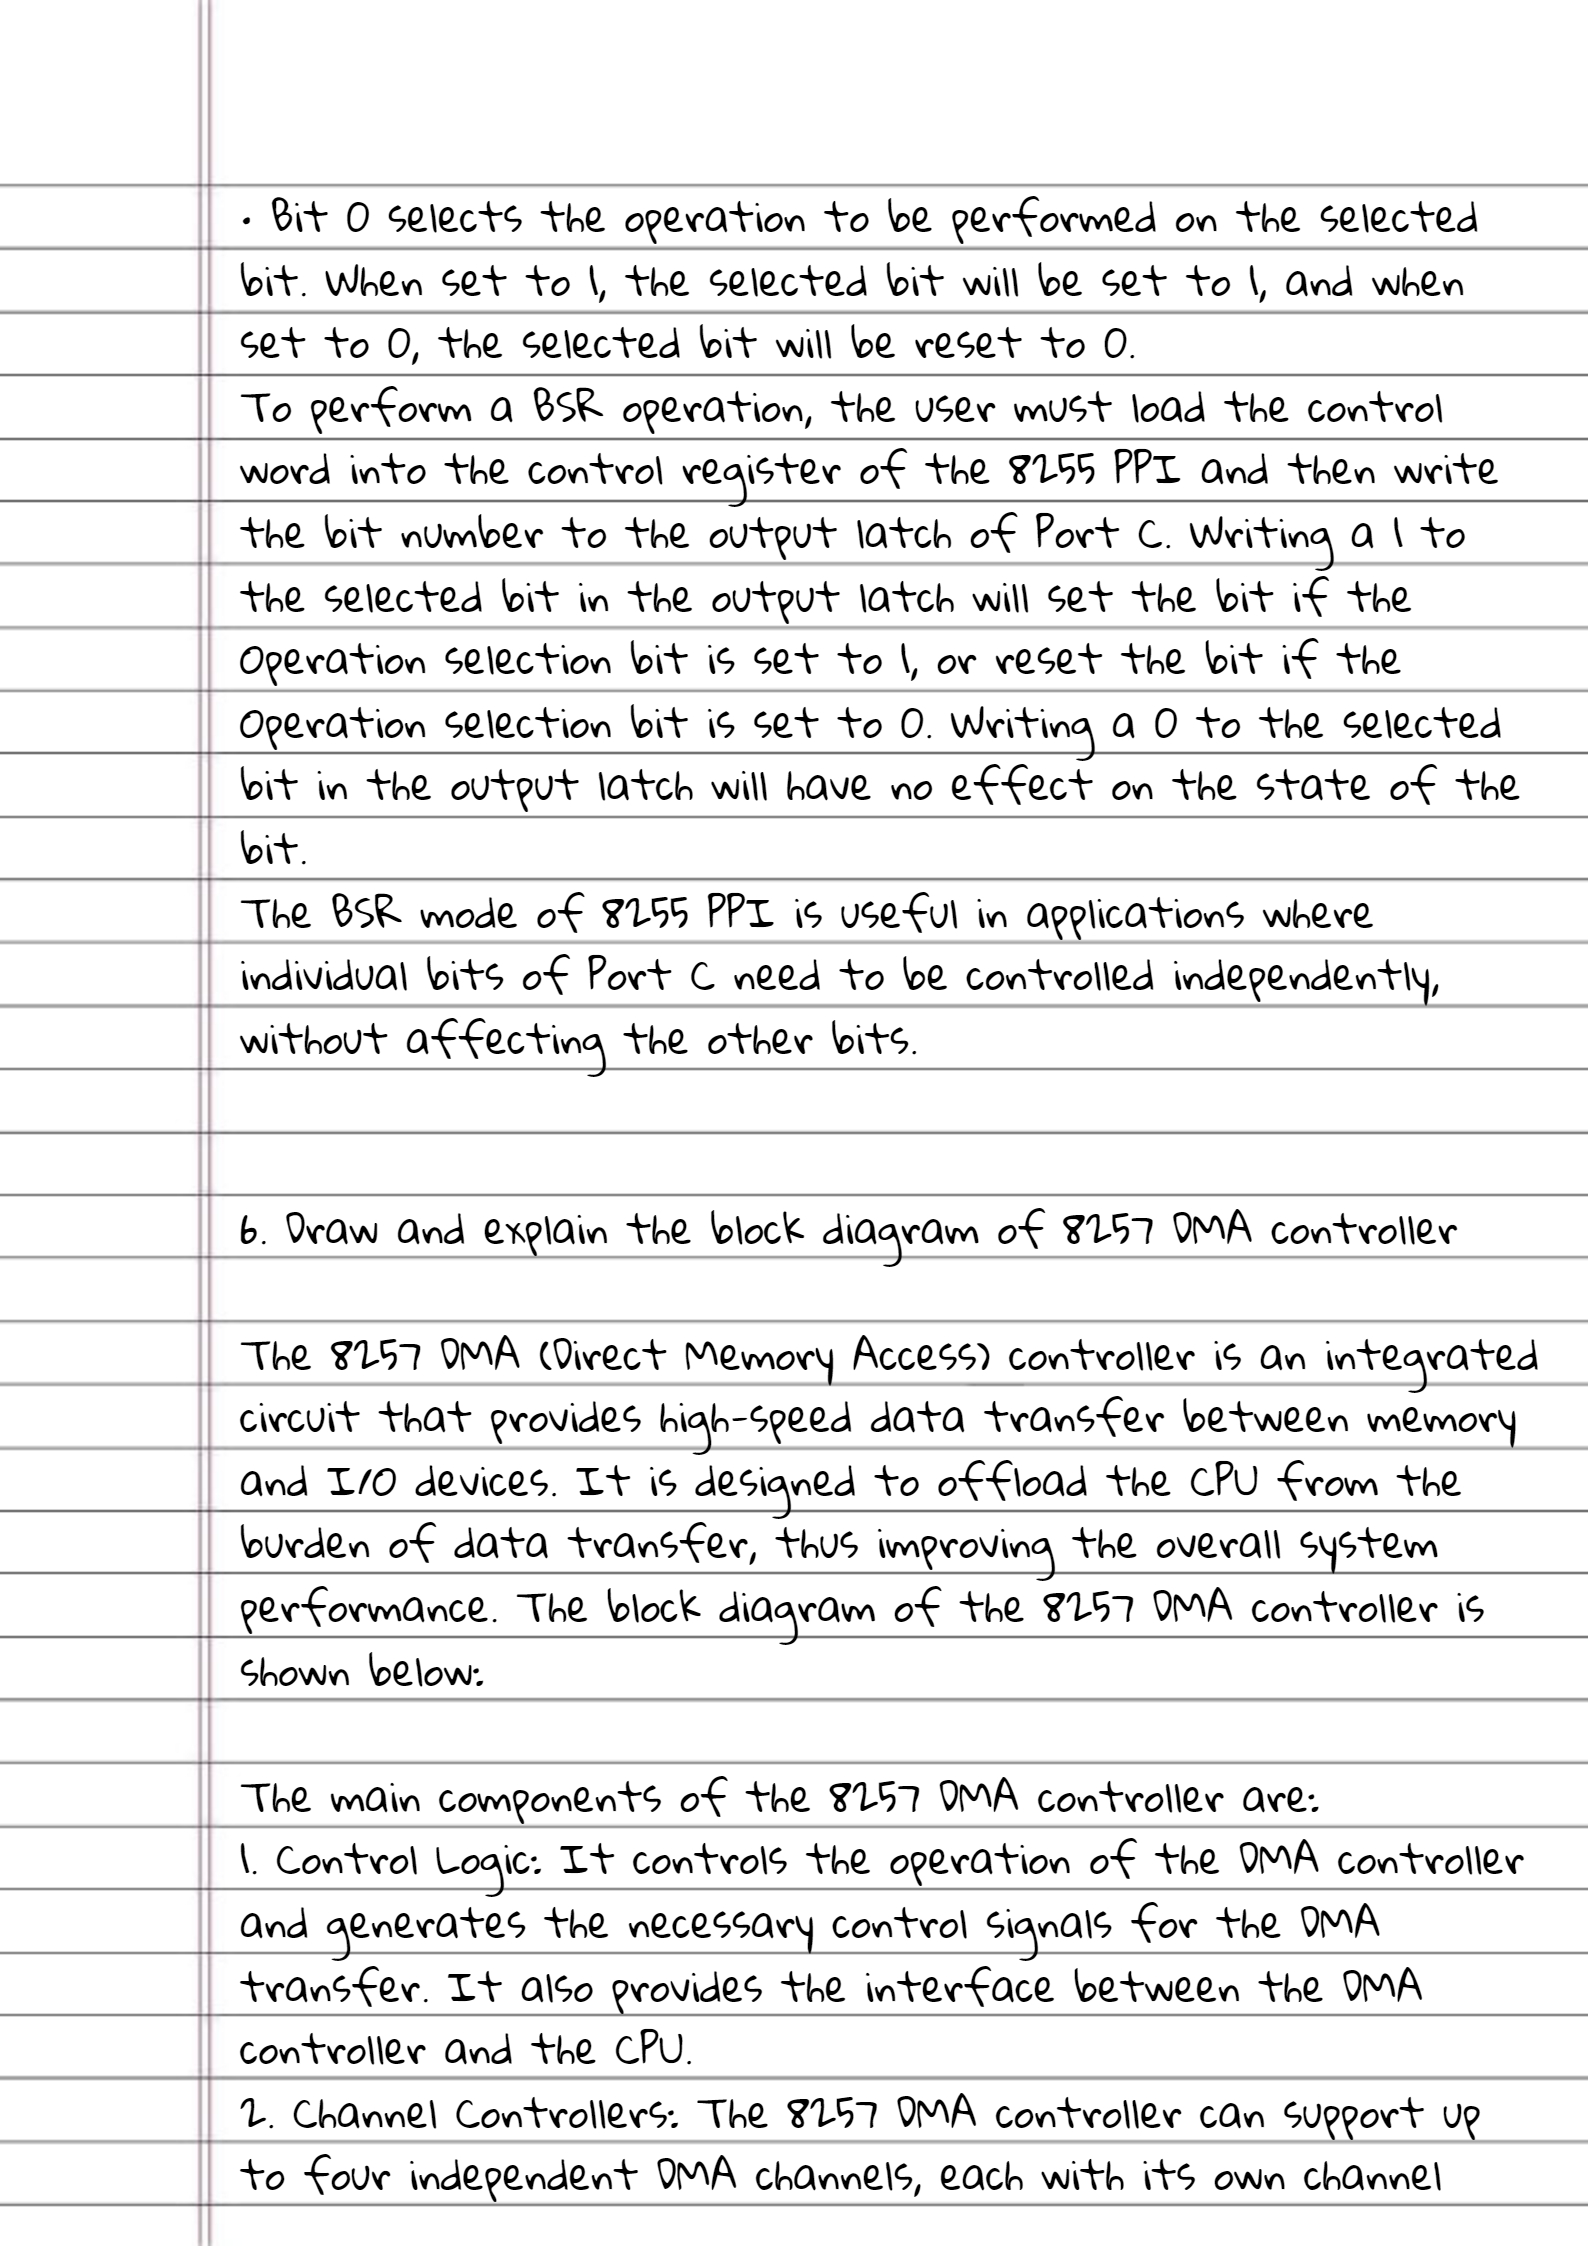 • Bit 0 selects the operation to be performed on the selected
bit. When set to 1, the selected bit will be set to 1, and when
set to 0, the selected bit will be reset to 0.
To perform a BSR operation, the user must load the control
word into the control register of the 8255 PPI and then write
the bit number to the output latch of Port C. Writing a 1 to
the selected bit in the output latch will set the bit if the
Operation selection bit is set to 1, or reset the bit if the
Operation selection bit is set to 0. Writing a 0 to the selected
bit in the output latch will have no effect on the state of the
bit.
The BSR mode of 8255 PPI is useful in applications where
individual bits of Port C need to be controlled independently,
without affecting the other bits.
6. Draw and explain the block diagram of 8257 DMA controller
The 8257 DMA (Direct Memory Access) controller is an integrated
circuit that provides high-speed data transfer between memory
and I/O devices. It is designed to offload the CPU from the
burden of data transfer, thus improving the overall system
performance. The block diagram of the 8257 DMA controller is
shown below:
The main components of the 8257 DMA controller are:
1. Control Logic: It controls the operation of the DMA controller
and generates the necessary control signals for the DMA
transfer. It also provides the interface between the DMA
controller and the CPU.
2. Channel Controllers: The 8257 DMA controller can support up
to four independent DMA channels, each with its own channel